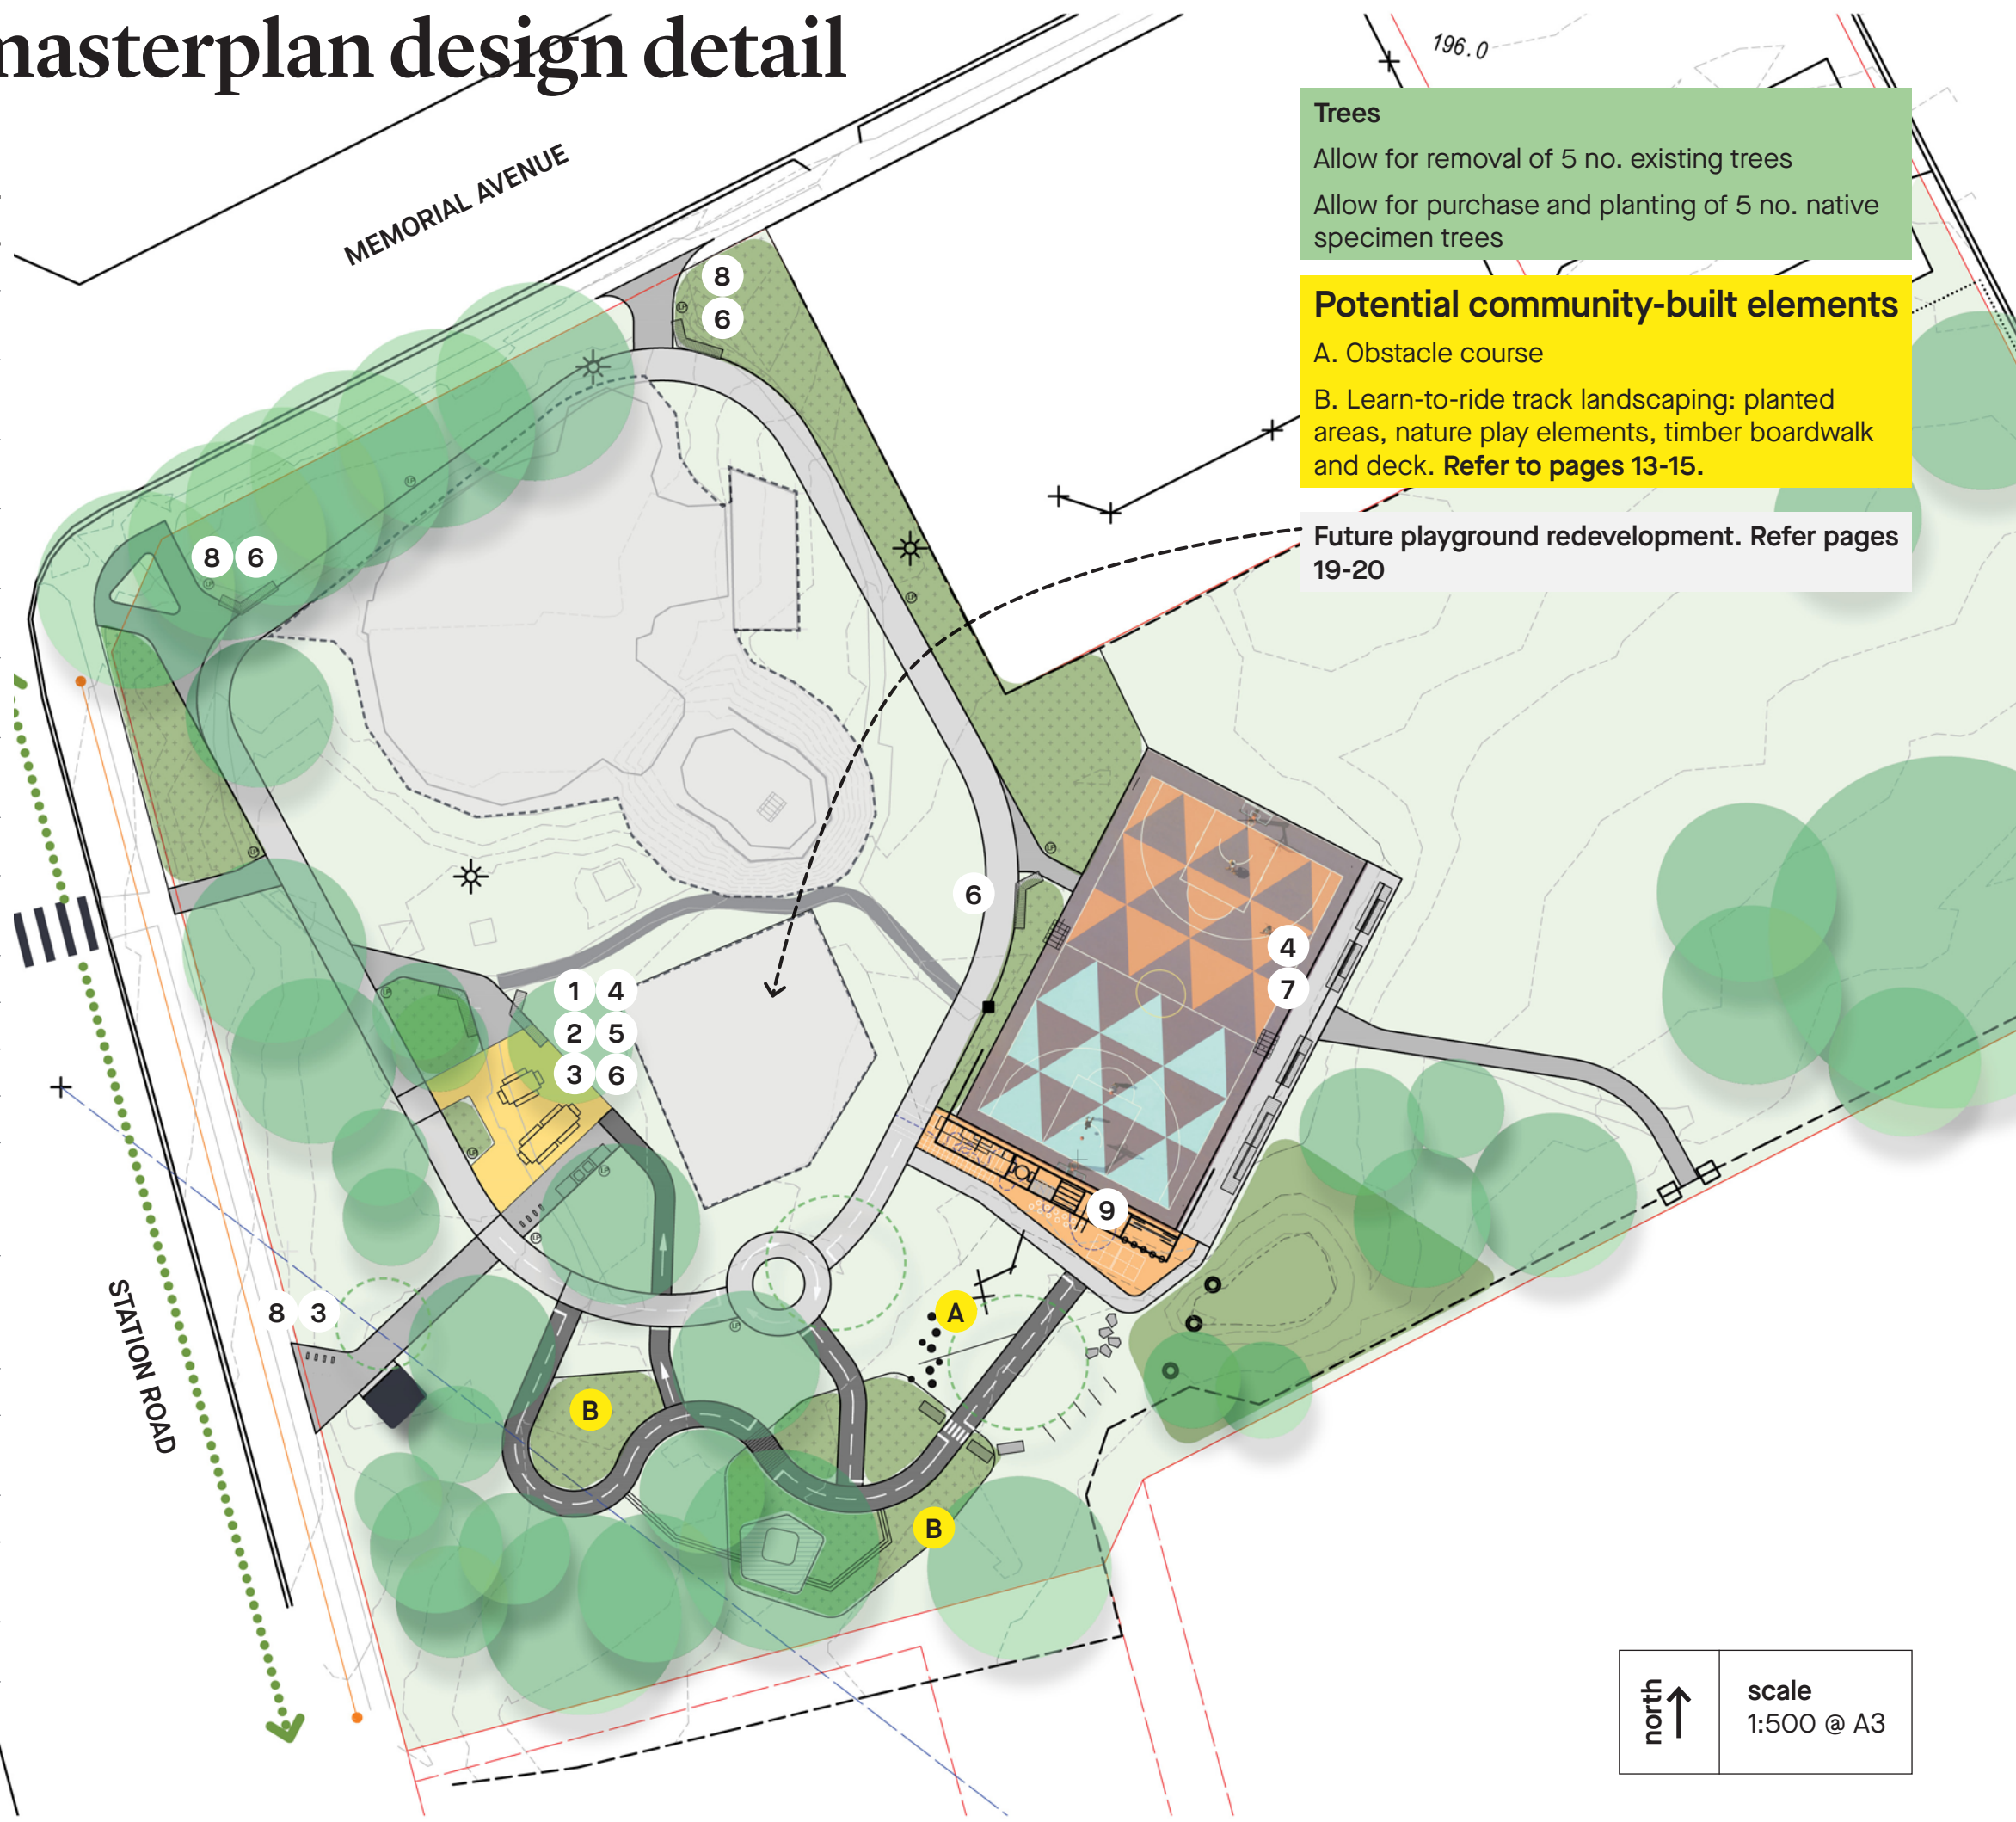 masterplan design detail
196.0
MEMORIAL AVENUE
Trees
Allow for removal of 5 no. existing trees
Allow for purchase and planting of 5 no. native
specimen trees
Potential community-built elements
A. Obstacle course
B. Learn-to-ride track landscaping: planted
areas, nature play elements, timber boardwalk
and deck. Refer to pages 13-15.
Future playground redevelopment. Refer pages
19-20
8
6
8 6
6
4
7
1 4
2 5
3 6
9
8 3
A
B
B
STATION ROAD
north
scale
1:500 @ A3